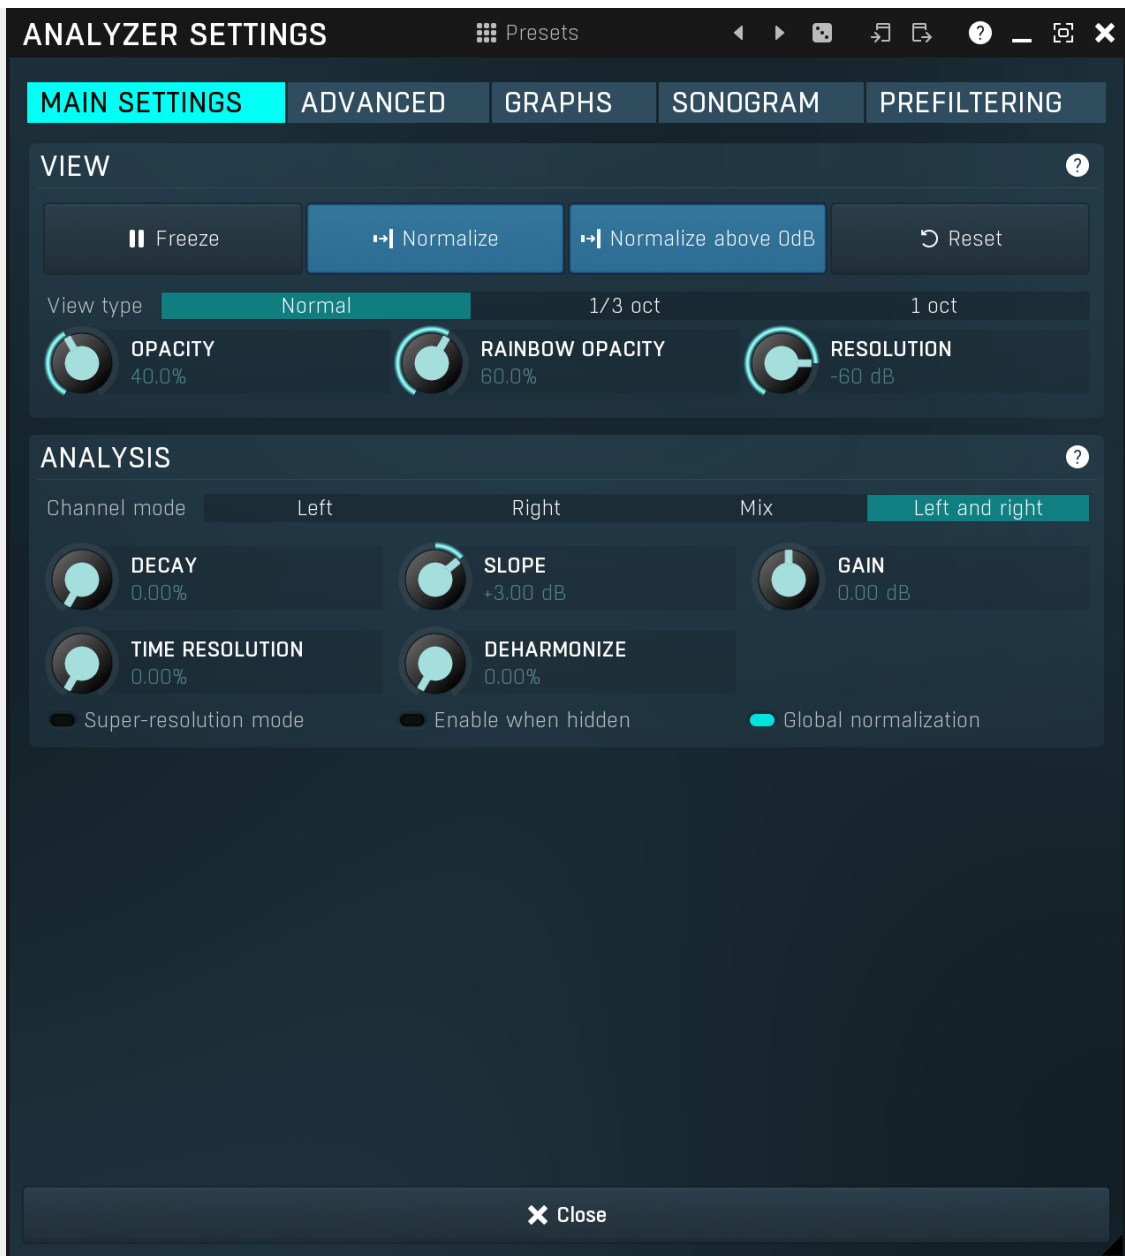 ANALYZER SETTINGS Presets ?
MAIN SETTINGS ADVANCED GRAPHS SONOGRAM PREFILTERING
VIEW ?
Freeze Normalize Normalize above 0dB Reset
View type Normal 1/3 oct 1 oct
OPACITY RAINBOW OPACITY RESOLUTION
40.0% 60.0% -60 dB
ANALYSIS ?
Channel mode Left Right Mix Left and right
DECAY SLOPE GAIN
0.00% +3.00 dB 0.00 dB
TIME RESOLUTION DEHARMONIZE
0.00% 0.00%
Super-resolution mode Enable when hidden Global normalization
Close